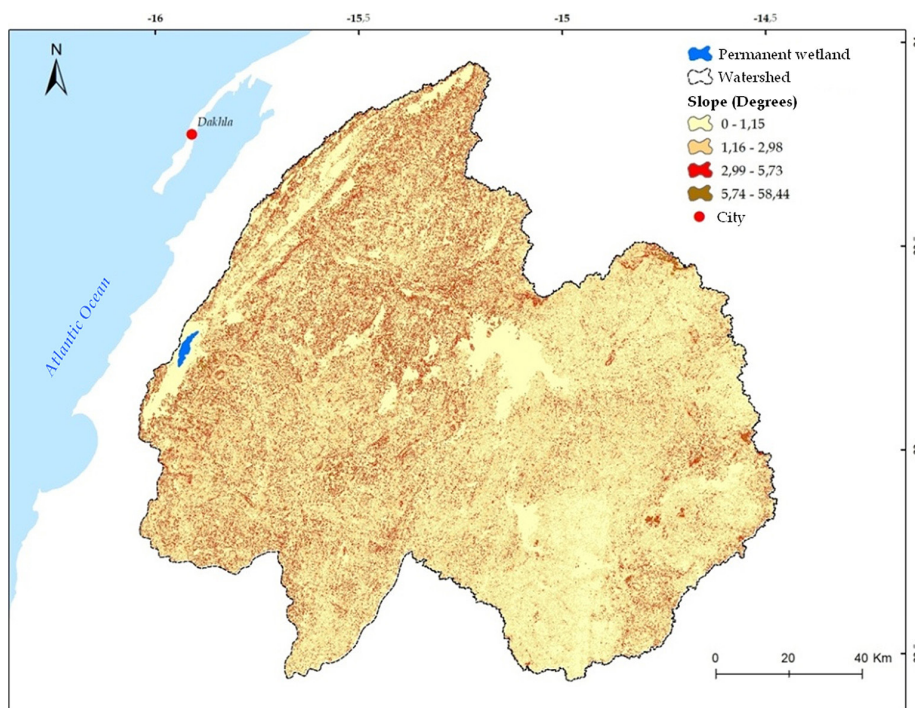 -16
-15.5
-15
-14.5
N
Permanent wetland
Watershed
Slope (Degrees)
0 - 1,15
1,16 - 2,98
2,99 - 5,73
5,74 - 58,44
City
Dakhla
Atlantic Ocean
0 20 40 Km